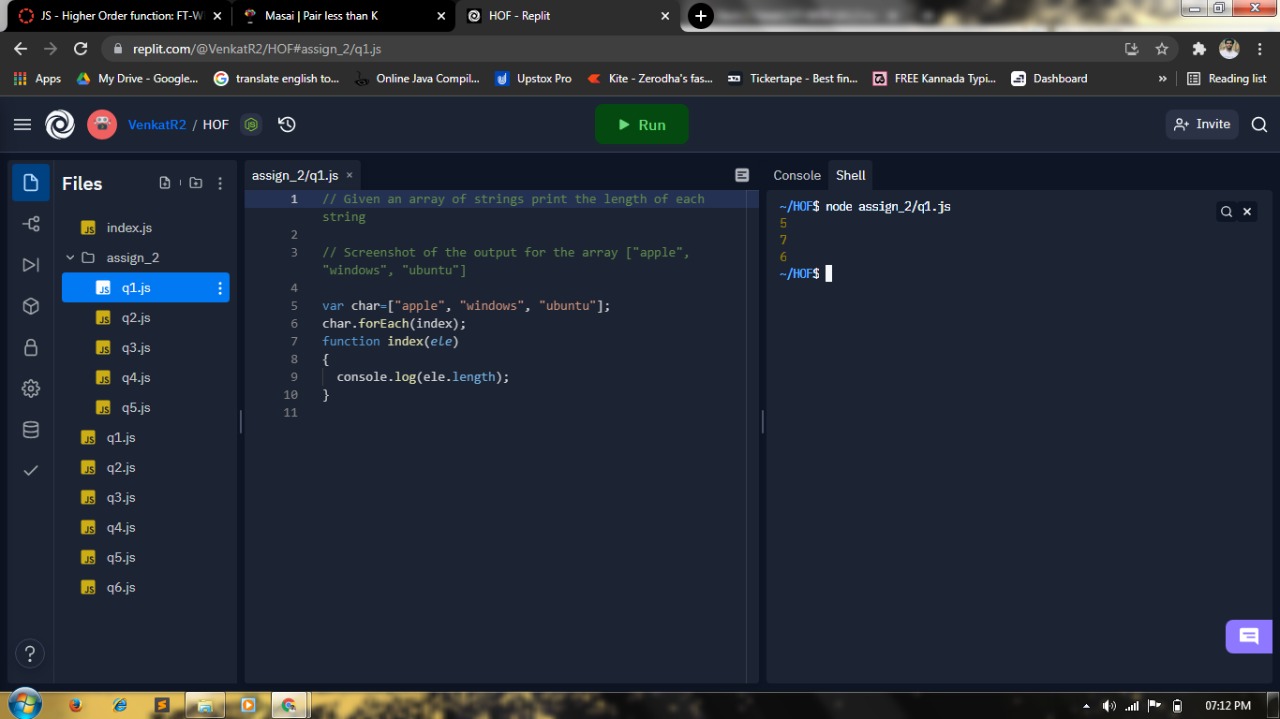 JS - Higher Order function: FT-W
Masai | Pair less than K
HOF - Replit
replit.com/@VenkatR2/HOF#assign_2/q1.js
Apps
My Drive - Google...
translate english to...
Online Java Compil...
Upstox Pro
Kite - Zerodha's fas...
Tickertape - Best fin...
FREE Kannada Typi...
Dashboard
»
Reading list
VenkatR2 / HOF
Run
Invite
Files
index.js
assign_2
q1.js
q2.js
q3.js
q4.js
q5.js
q1.js
q2.js
q3.js
q4.js
q5.js
q6.js
assign_2/q1.js
1 // Given an array of strings print the length of each
string
2
3 // Screenshot of the output for the array ["apple",
"windows", "ubuntu"]
4
5 var char=["apple", "windows", "ubuntu"];
6 char.forEach(index);
7 function index(ele)
8 {
9 console.log(ele.length);
10 }
11
Console
Shell
~/HOF$ node assign_2/q1.js
5
7
6
~/HOF$
07:12 PM